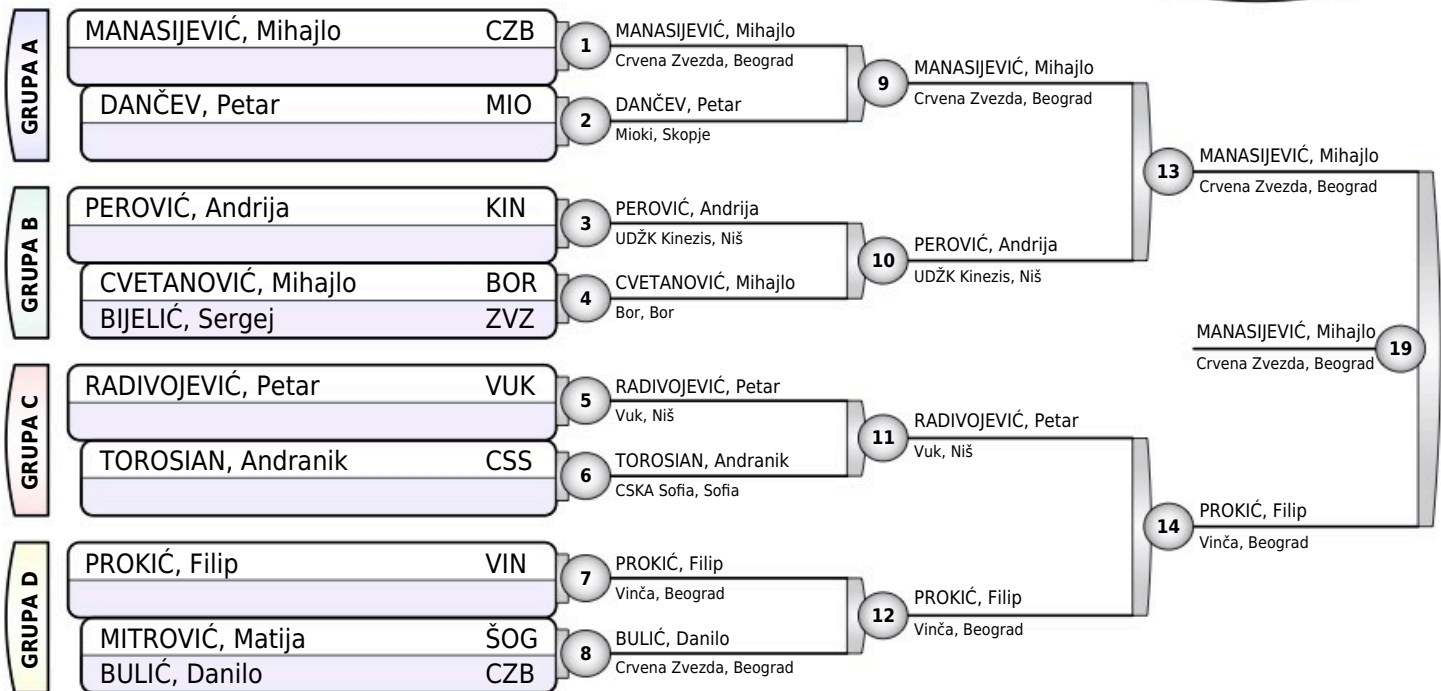 GRUPA A
MANASIJEVIĆ, Mihajlo CZB
DANČEV, Petar MIO
1
MANASIJEVIĆ, Mihajlo
Crvena Zvezda, Beograd
2
DANČEV, Petar
Mioki, Skopje
9
MANASIJEVIĆ, Mihajlo
Crvena Zvezda, Beograd
GRUPA B
PEROVIĆ, Andrija KIN
CVETANOVIĆ, Mihajlo BOR
BIJELIĆ, Sergej ZVZ
3
PEROVIĆ, Andrija
UDŽK Kinezis, Niš
4
CVETANOVIĆ, Mihajlo
Bor, Bor
10
PEROVIĆ, Andrija
UDŽK Kinezis, Niš
13
MANASIJEVIĆ, Mihajlo
Crvena Zvezda, Beograd
GRUPA C
RADIVOJEVIĆ, Petar VUK
TOROSIAN, Andranik CSS
5
RADIVOJEVIĆ, Petar
Vuk, Niš
6
TOROSIAN, Andranik
CSKA Sofia, Sofia
11
RADIVOJEVIĆ, Petar
Vuk, Niš
GRUPA D
PROKIĆ, Filip VIN
MITROVIĆ, Matija ŠOG
BULIĆ, Danilo CZB
7
PROKIĆ, Filip
Vinča, Beograd
8
BULIĆ, Danilo
Crvena Zvezda, Beograd
12
PROKIĆ, Filip
Vinča, Beograd
14
PROKIĆ, Filip
Vinča, Beograd
MANASIJEVIĆ, Mihajlo
Crvena Zvezda, Beograd
19